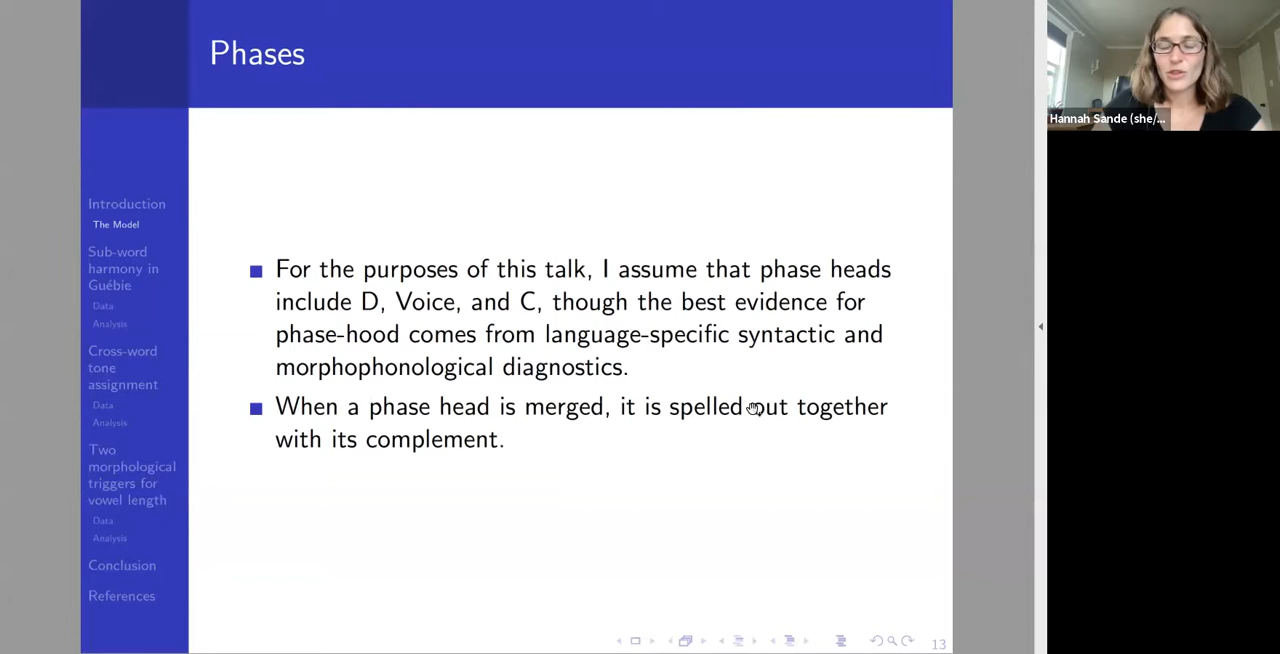 Phases
Hannah Sande (she/...
Introduction
The Model
Sub-word
harmony in
Guébie
Data
Analysis
Cross-word
tone
assignment
Data
Analysis
Two
morphological
triggers for
vowel length
Data
Analysis
Conclusion
References
For the purposes of this talk, I assume that phase heads
include D, Voice, and C, though the best evidence for
phase-hood comes from language-specific syntactic and
morphophonological diagnostics.
When a phase head is merged, it is spelled out together
with its complement.
13